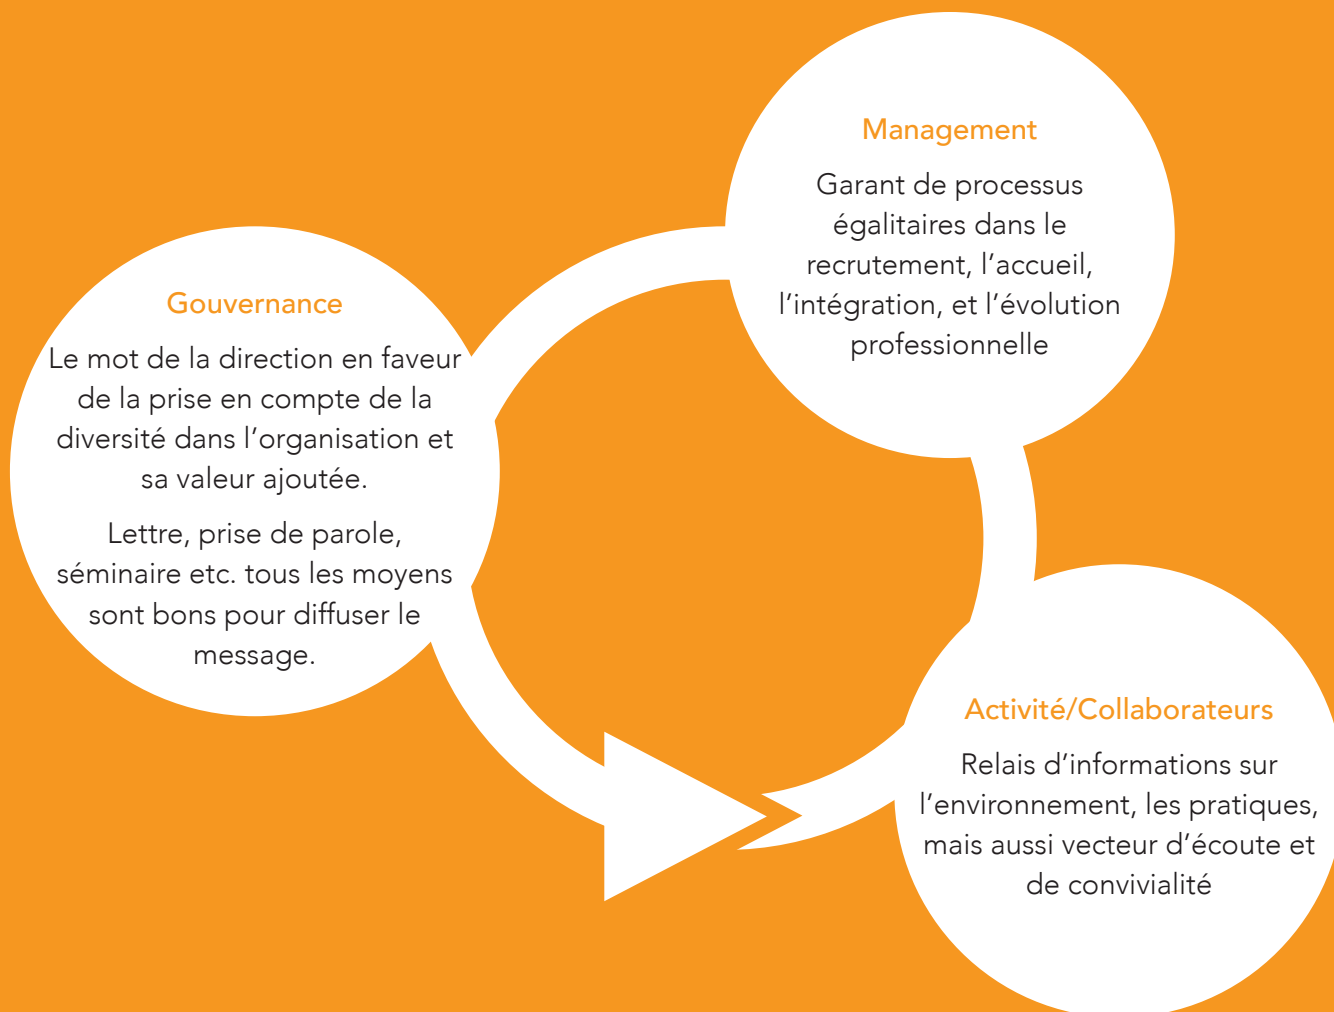 Gouvernance
Le mot de la direction en faveur
de la prise en compte de la
diversité dans l’organisation et
sa valeur ajoutée.
Lettre, prise de parole,
séminaire etc. tous les moyens
sont bons pour diffuser le
message.
Management
Garant de processus
égalitaires dans le
recrutement, l’accueil,
l’intégration, et l’évolution
professionnelle
Activité/Collaborateurs
Relais d’informations sur
l’environnement, les pratiques,
mais aussi vecteur d’écoute et
de convivialité